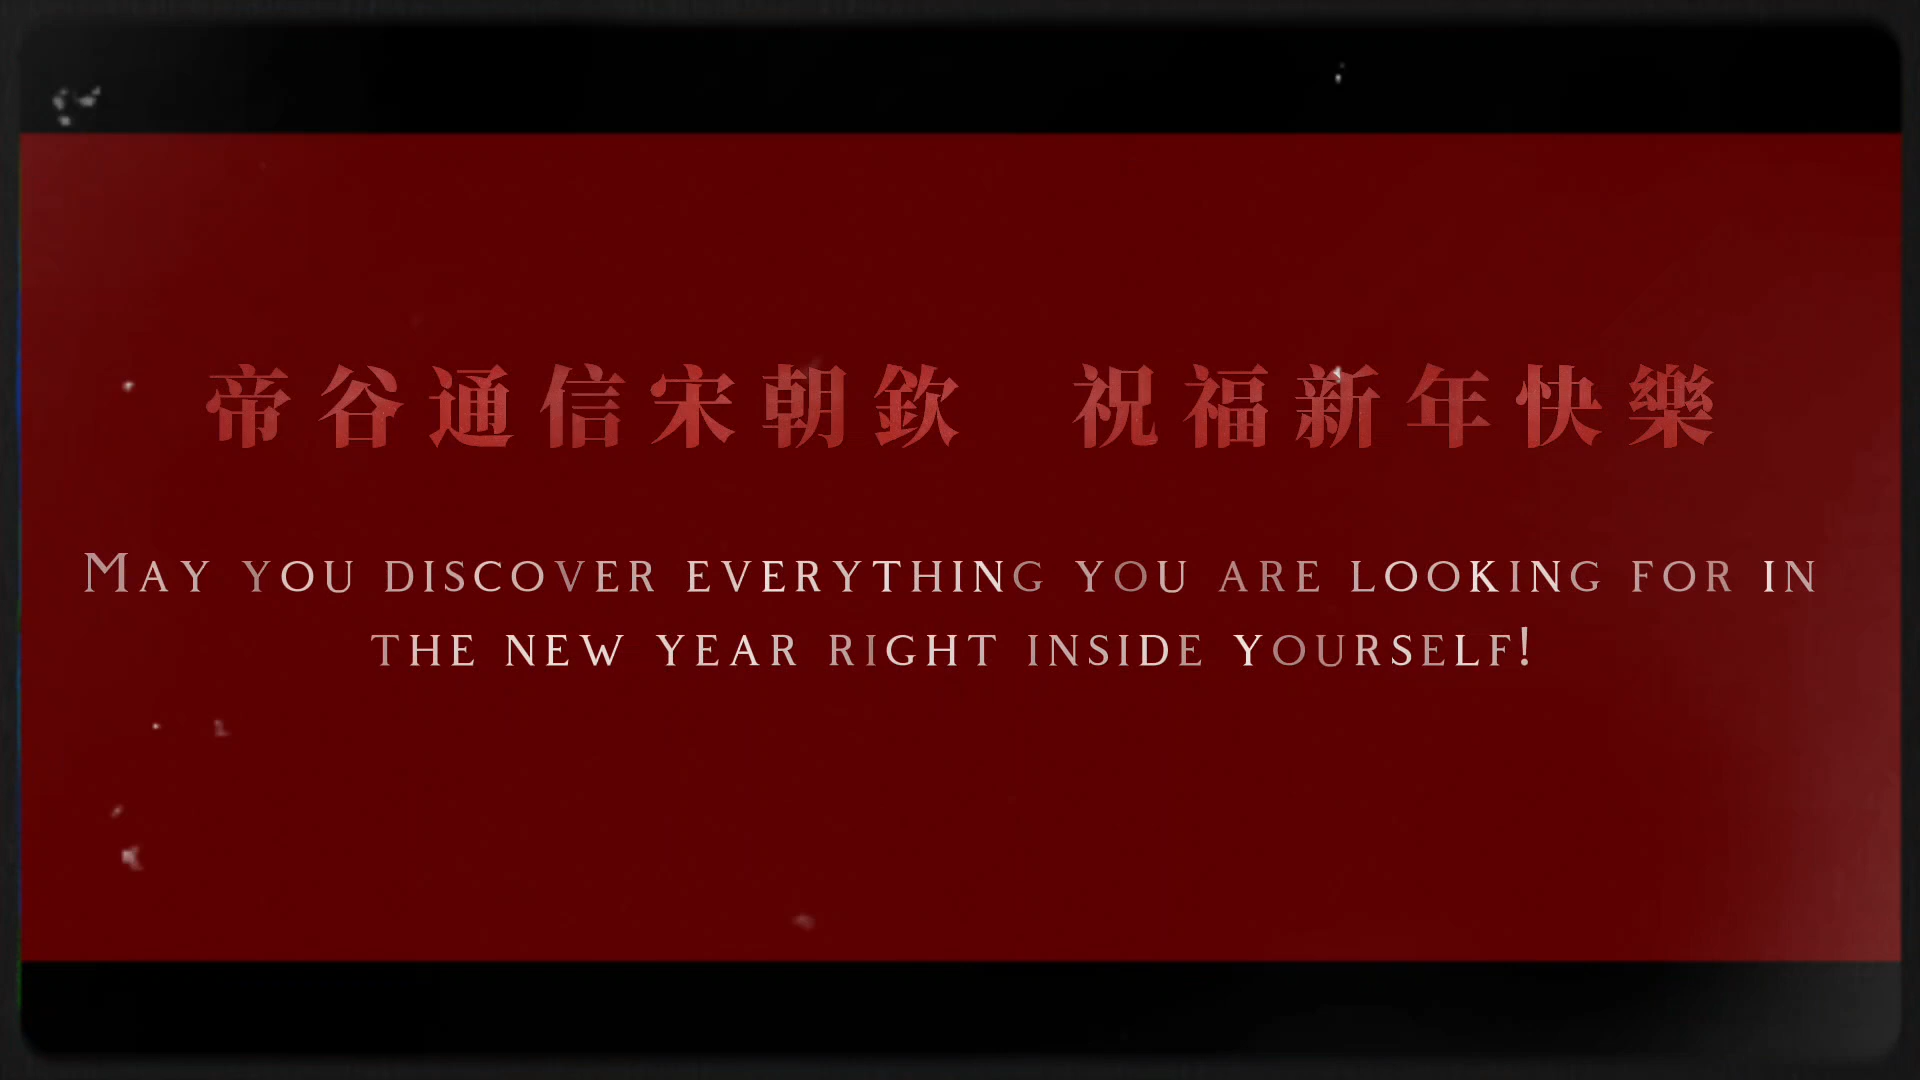 帝谷通信宋朝欽　祝福新年快樂
May you discover everything you are looking for in
the new year right inside yourself!